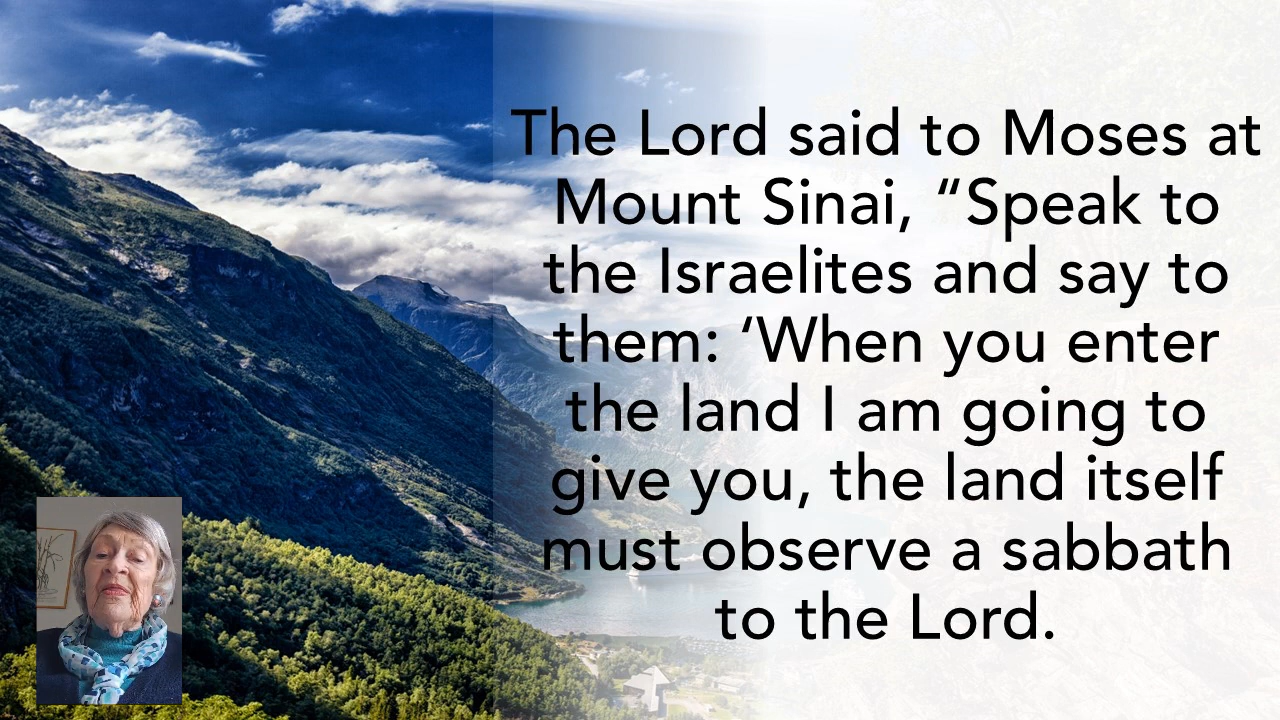 The Lord said to Moses at
Mount Sinai, “Speak to
the Israelites and say to
them: ‘When you enter
the land I am going to
give you, the land itself
must observe a sabbath
to the Lord.